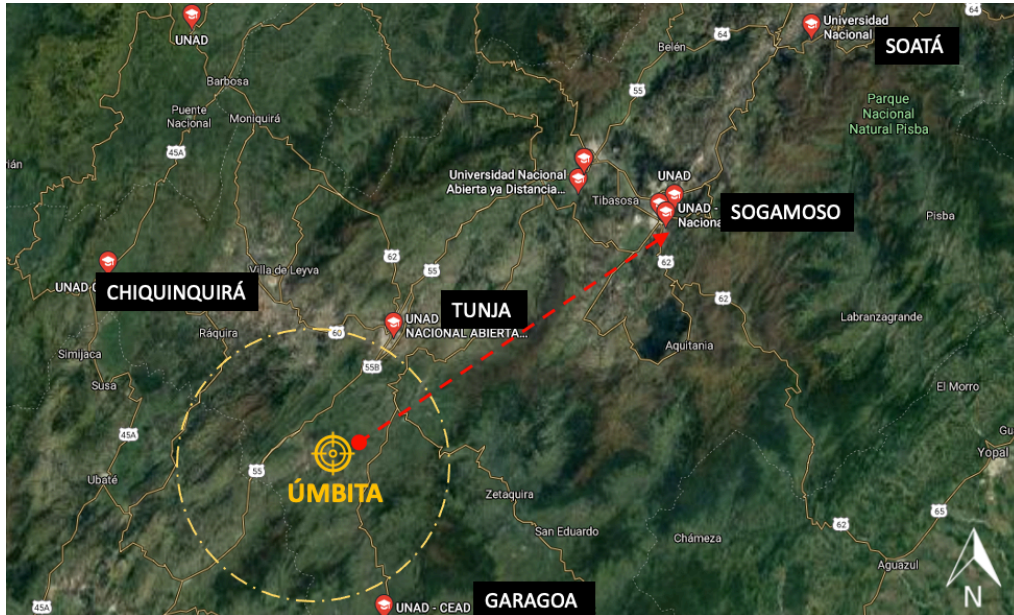 UNAD
64
Universidad
Nacional
SOATÁ
Belén
64
Barbosa
55
Puente
Nacional
Moniquirá
Parque
Nacional
Natural Pisba
45A
Universidad Nacional
Abierta ya Distancia...
UNAD
Tibasosa
UNAD -
Naciona
SOGAMOSO
Pisba
62
55
62
Villa de Leyva
UNAD C
CHIQUINQUIRÁ
62
TUNJA
UNAD
NACIONAL ABIERTA...
Labranzagrande
Ráquira
60
Simijaca
55B
Aquitania
Susa
El Morro
45A
Gu
Yopal
55
ÚMBITA
Ubaté
Zetaquira
65
62
San Eduardo
Chámeza
Aguazul
N
45A
UNAD - CEAD
GARAGOA